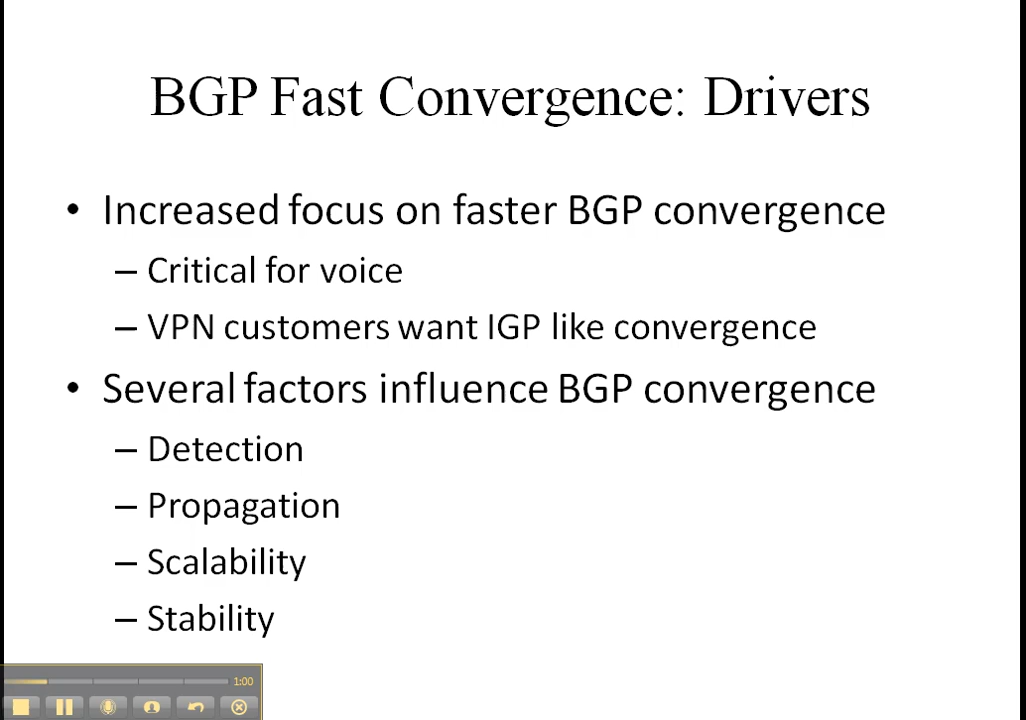 BGP Fast Convergence: Drivers
• Increased focus on faster BGP convergence
– Critical for voice
– VPN customers want IGP like convergence
• Several factors influence BGP convergence
– Detection
– Propagation
– Scalability
– Stability
1:00